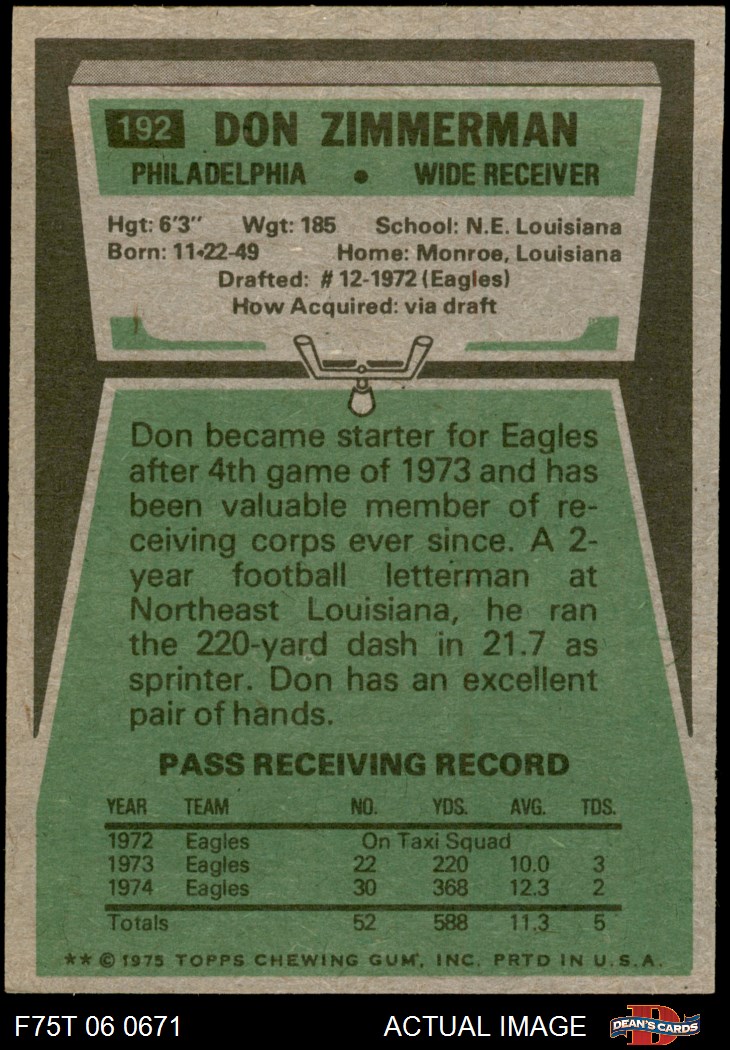 192 DON ZIMMERMAN
PHILADELPHIA • WIDE RECEIVER
Hgt: 6'3" Wgt: 185 School: N.E. Louisiana
Born: 11-22-49 Home: Monroe, Louisiana
Drafted: #12-1972 (Eagles)
How Acquired: via draft
Don became starter for Eagles
after 4th game of 1973 and has
been valuable member of re-
ceiving corps ever since. A 2-
year football letterman at
Northeast Louisiana, he ran
the 220-yard dash in 21.7 as
sprinter. Don has an excellent
pair of hands.
PASS RECEIVING RECORD
YEAR TEAM NO. YDS. AVG. TDS.
1972 Eagles On Taxi Squad
1973 Eagles 22 220 10.0 3
1974 Eagles 30 368 12.3 2
Totals 52 588 11.3 5
** © 1975 TOPPS CHEWING GUM, INC. PRTD IN U.S.A.
F75T 06 0671 ACTUAL IMAGE D DEAN'S CARDS